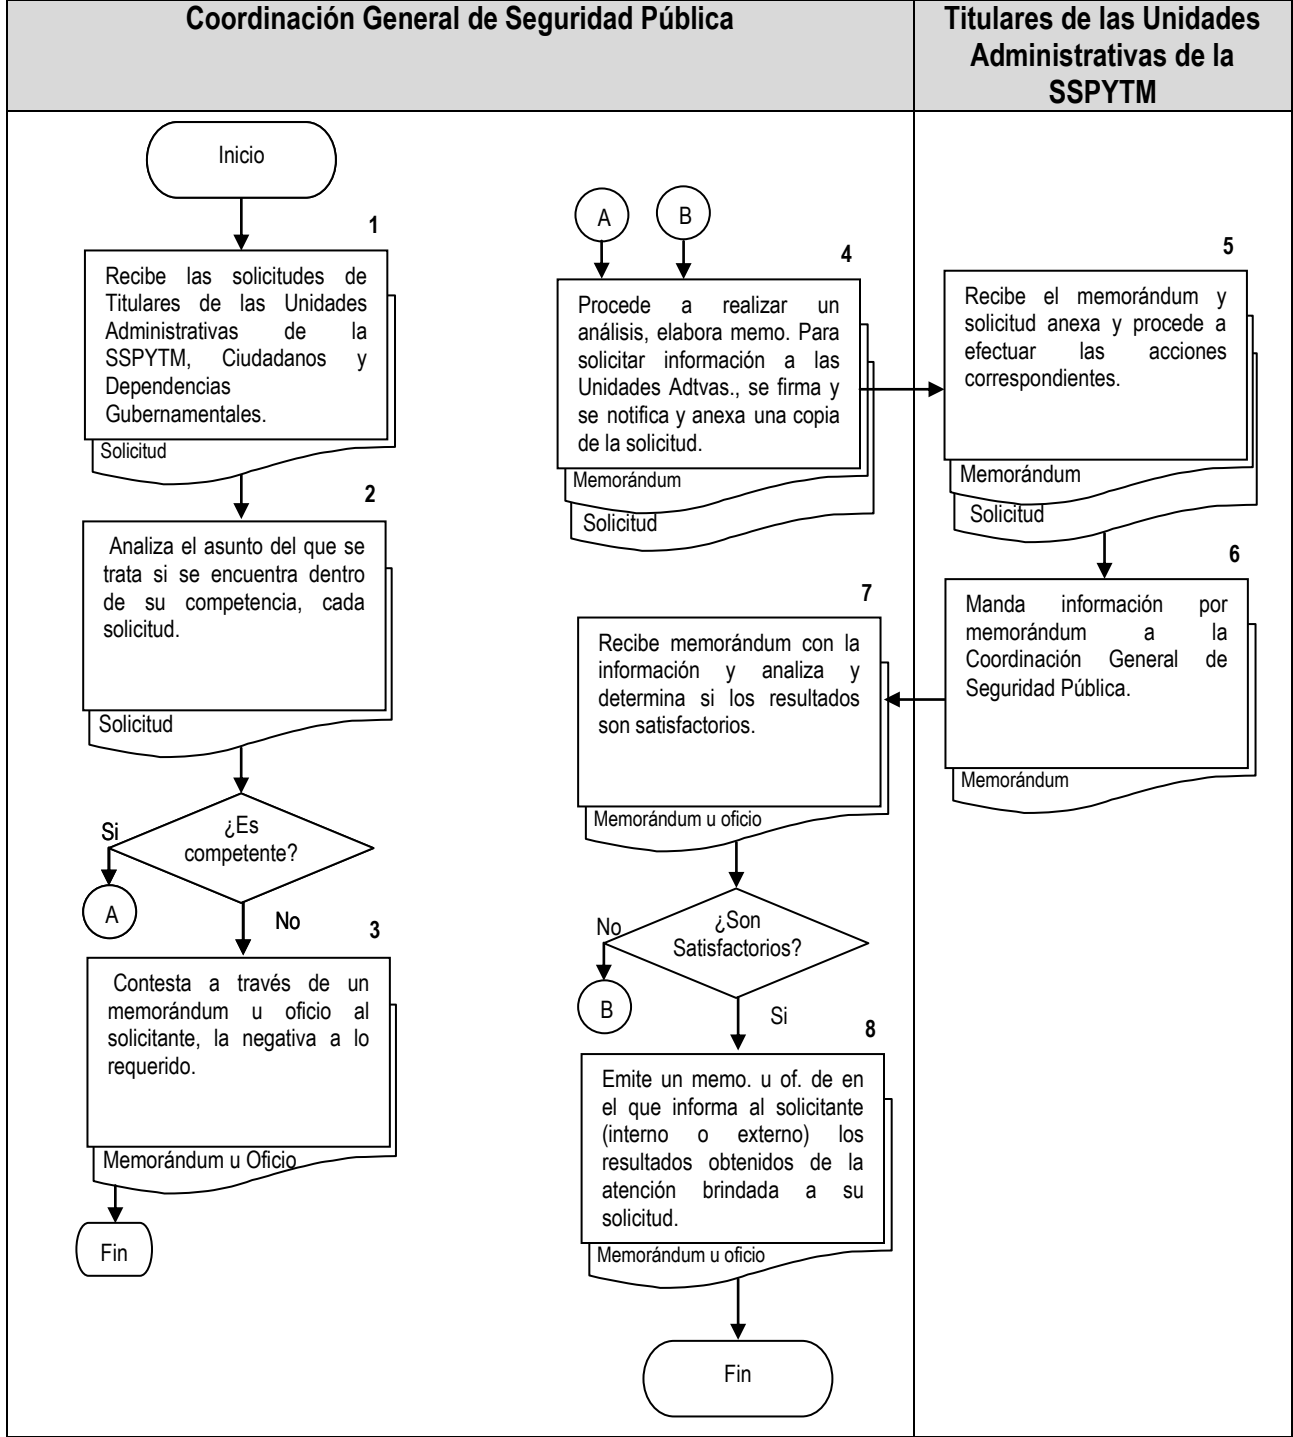 Coordinación General de Seguridad Pública
Titulares de las Unidades
Administrativas de la
SSPYTM
Inicio
1
Recibe las solicitudes de
Titulares de las Unidades
Administrativas de la
SSPYTM, Ciudadanos y
Dependencias
Gubernamentales.
Solicitud
2
Analiza el asunto del que se
trata si se encuentra dentro
de su competencia, cada
solicitud.
Solicitud
¿Es
competente?
Si
A
No
3
Contesta a través de un
memorándum u oficio al
solicitante, la negativa a lo
requerido.
Memorándum u Oficio
Fin
A
B
4
Procede a realizar un
análisis, elabora memo. Para
solicitar información a las
Unidades Adtvas., se firma y
se notifica y anexa una copia
de la solicitud.
Memorándum
Solicitud
5
Recibe el memorándum y
solicitud anexa y procede a
efectuar las acciones
correspondientes.
Memorándum
Solicitud
6
Manda información por
memorándum a la
Coordinación General de
Seguridad Pública.
Memorándum
7
Recibe memorándum con la
información y analiza y
determina si los resultados
son satisfactorios.
Memorándum u oficio
¿Son
Satisfactorios?
No
B
Si
8
Emite un memo. u of. de en
el que informa al solicitante
(interno o externo) los
resultados obtenidos de la
atención brindada a su
solicitud.
Memorándum u oficio
Fin